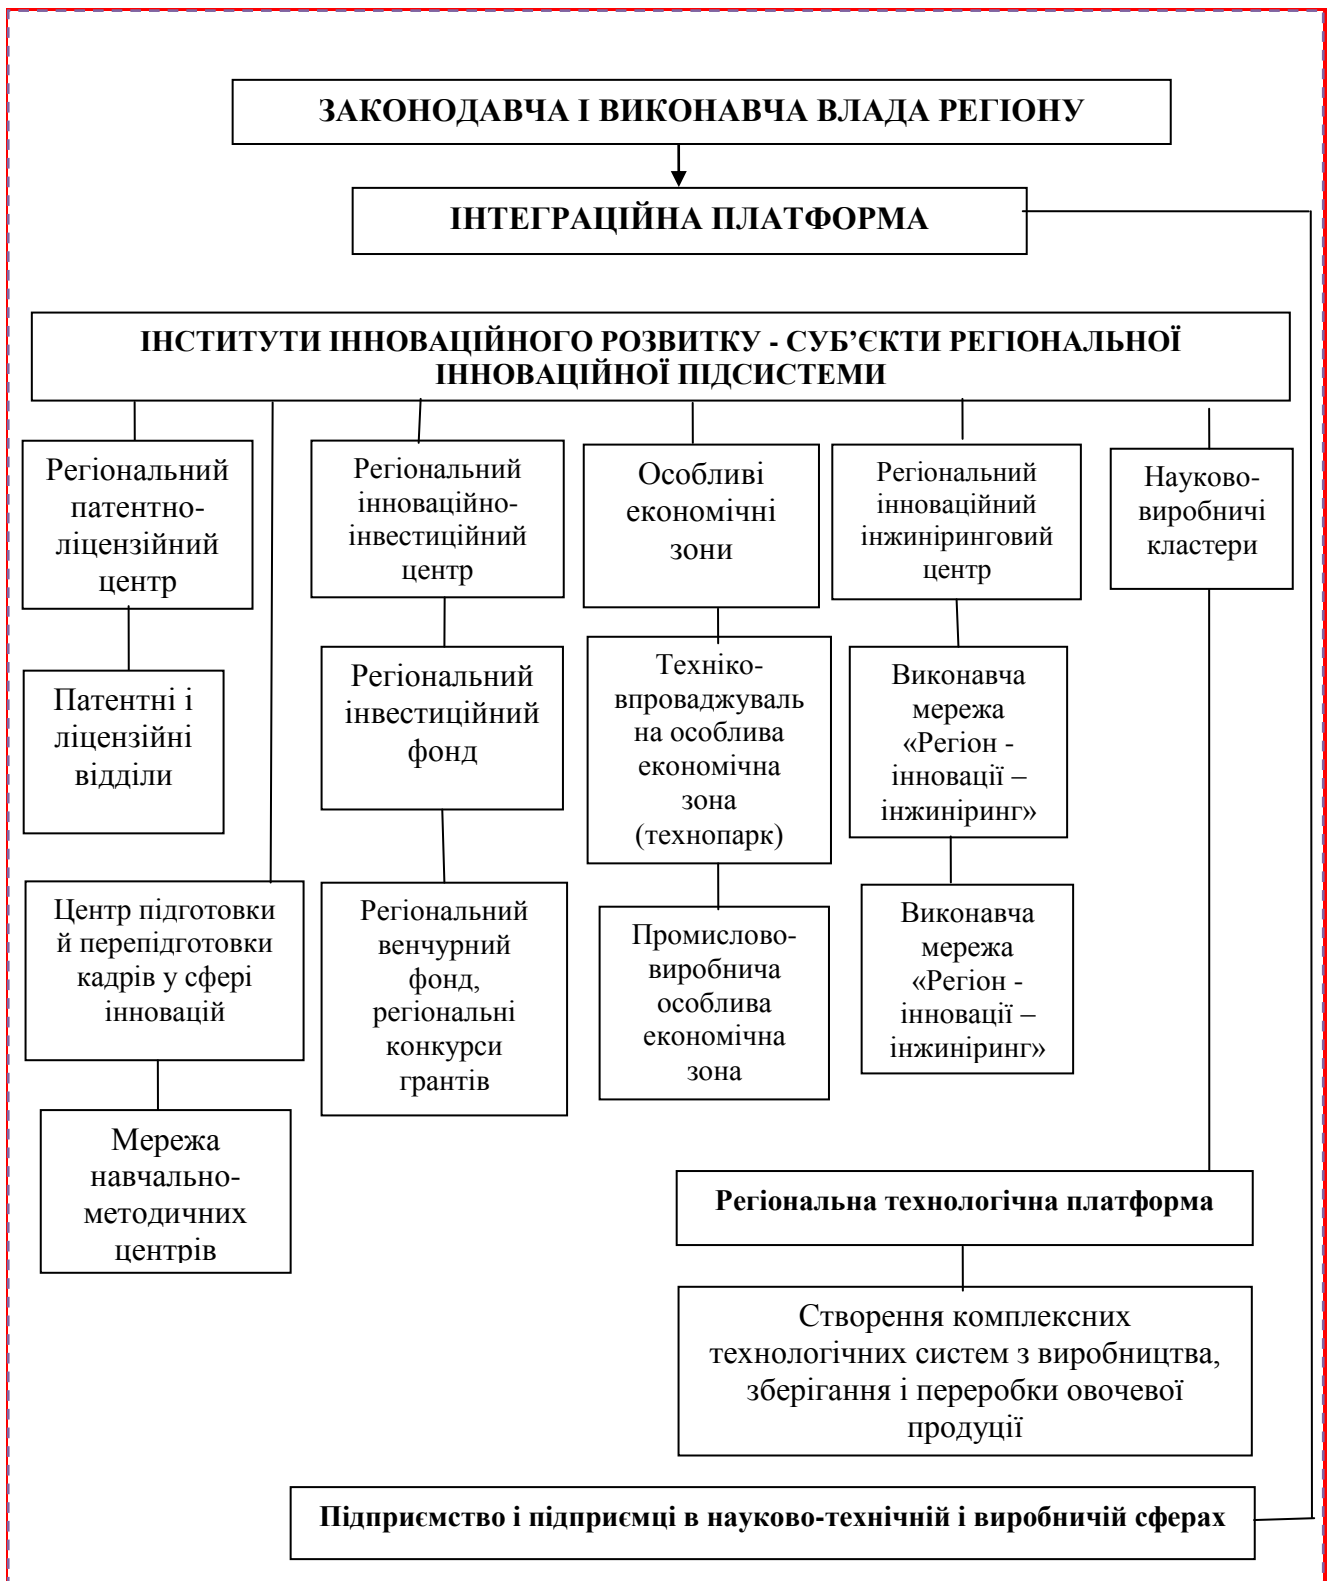 ЗАКОНОДАВЧА І ВИКОНАВЧА ВЛАДА РЕГІОНУ
ІНТЕГРАЦІЙНА ПЛАТФОРМА
ІНСТИТУТИ ІННОВАЦІЙНОГО РОЗВИТКУ - СУБ’ЄКТИ РЕГІОНАЛЬНОЇ
ІННОВАЦІЙНОЇ ПІДСИСТЕМИ
Регіональний
патентно-
ліцензійний
центр
Регіональний
інноваційно-
інвестиційний
центр
Особливі
економічні
зони
Регіональний
інноваційний
інжиніринговий
центр
Науково-
виробничі
кластери
Патентні і
ліцензійні
відділи
Регіональний
інвестиційний
фонд
Техніко-
впроваджуваль
на особлива
економічна
зона
(технопарк)
Виконавча
мережа
«Регіон -
інновації –
інжиніринг»
Центр підготовки
й перепідготовки
кадрів у сфері
інновацій
Регіональний
венчурний
фонд,
регіональні
конкурси
грантів
Промислово-
виробнича
особлива
економічна
зона
Виконавча
мережа
«Регіон -
інновації –
інжиніринг»
Мережа
навчально-
методичних
центрів
Регіональна технологічна платформа
Створення комплексних
технологічних систем з виробництва,
зберігання і переробки овочевої
продуції
Підприємство і підприємці в науково-технічній і виробничій сферах